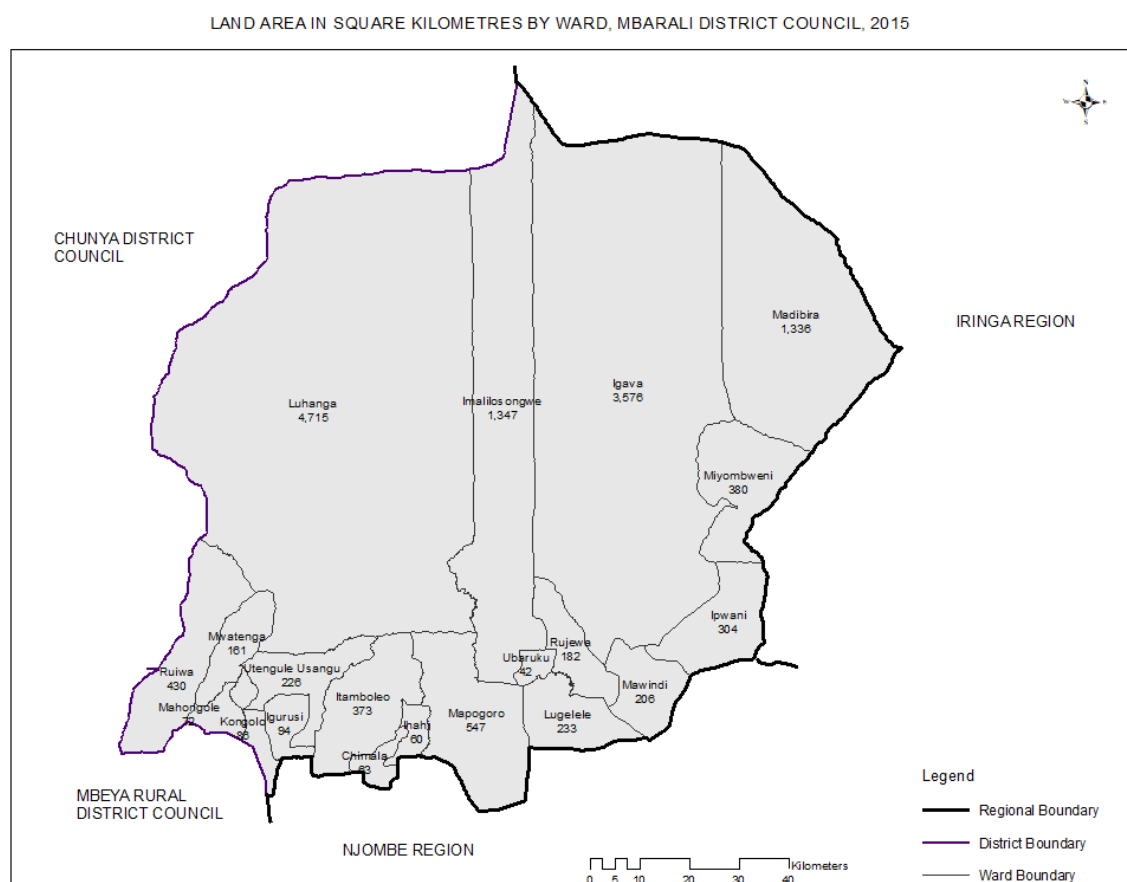 LAND AREA IN SQUARE KILOMETRES BY WARD, MBARALI DISTRICT COUNCIL, 2015
N
W E
S
CHUNYA DISTRICT
COUNCIL
IRINGA REGION
Madibira
1,336
Igava
3,576
Imalilosongwe
1,347
Luhanga
4,715
Miyombweni
380
Ipwani
304
Mwatenga
161
Rujewa
182
Ubaruku
42
Ruiwa
430
Utengule Usangu
226
Mawindi
206
Itamboleo
373
Mahongole
72
Kongolo
Igurusi
94
Ihahi
60
Mapogoro
547
Lugelele
233
Chimala
63
MBEYA RURAL
DISTRICT COUNCIL
NJOMBE REGION
Legend
Regional Boundary
District Boundary
Ward Boundary
Kilometers
0 5 10 20 30 40